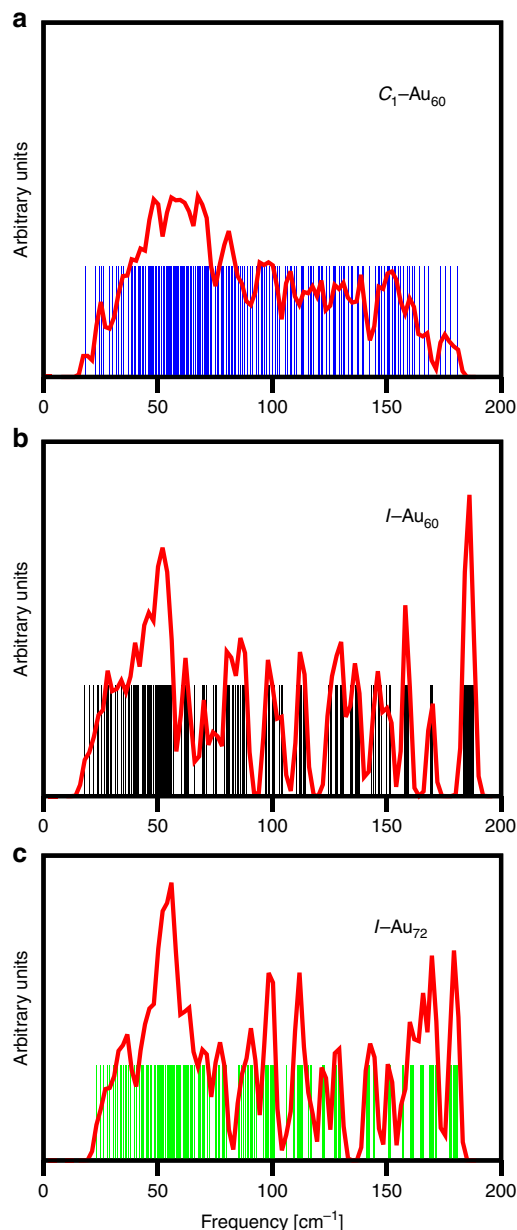 a
C₁–Au₆₀
Arbitrary units
0 50 100 150 200
b
I–Au₆₀
Arbitrary units
0 50 100 150 200
c
I–Au₇₂
Arbitrary units
0 50 100 150 200
Frequency [cm⁻¹]